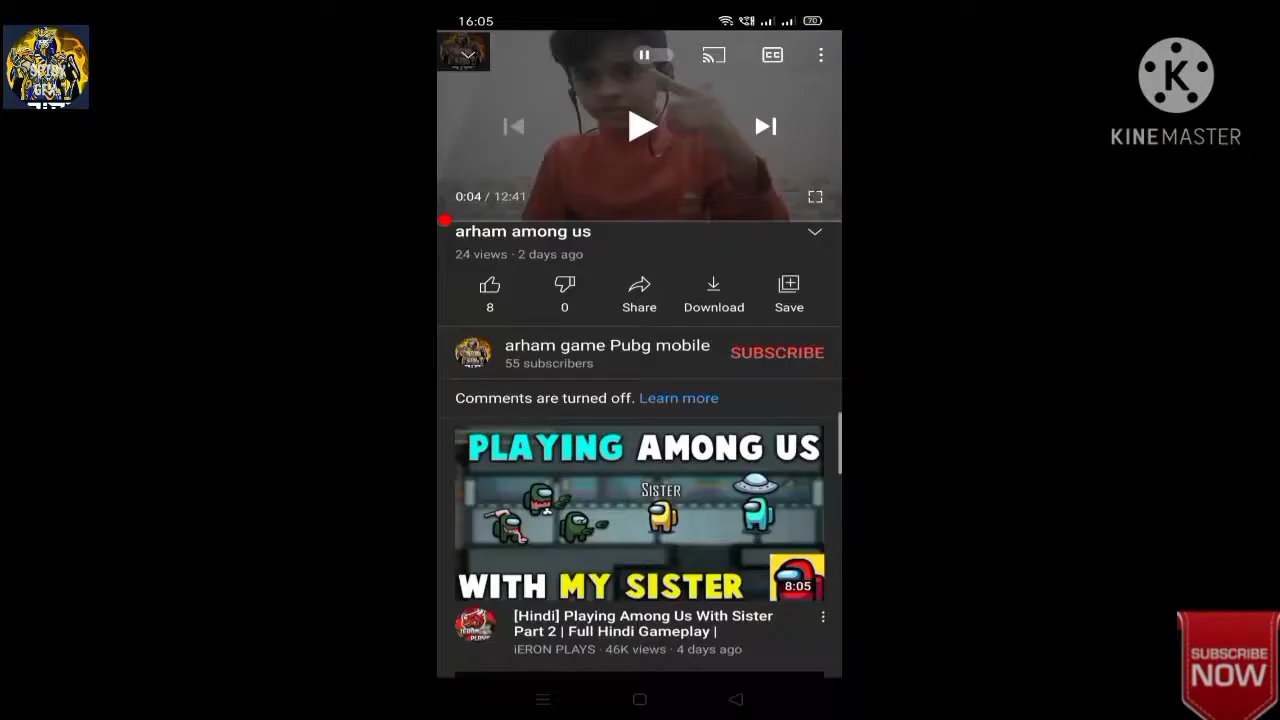 16:05
70
CC
K
KINEMASTER
0:04 / 12:41
arham among us
24 views · 2 days ago
8
0
Share
Download
Save
arham game Pubg mobile
55 subscribers
SUBSCRIBE
Comments are turned off. Learn more
PLAYING AMONG US
SISTER
WITH MY SISTER
8:05
[Hindi] Playing Among Us With Sister
Part 2 | Full Hindi Gameplay |
iERON PLAYS · 46K views · 4 days ago
SUBSCRIBE
NOW